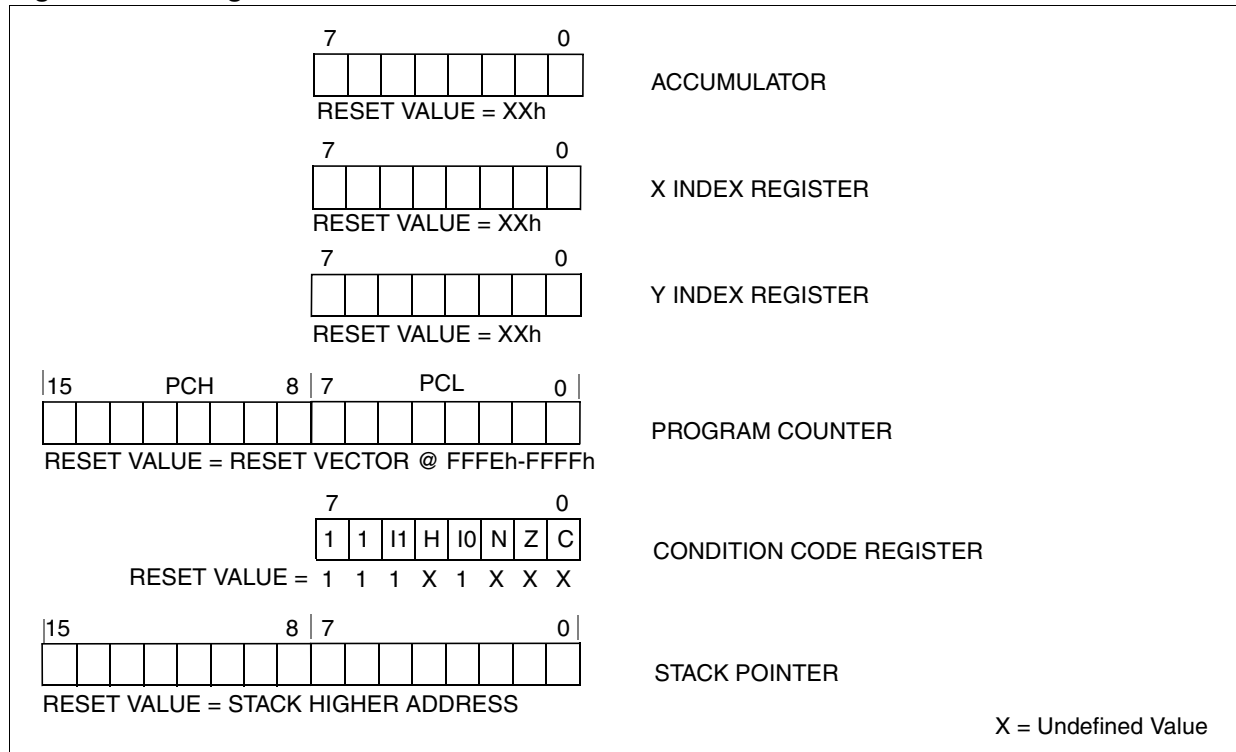 7 0
ACCUMULATOR
RESET VALUE = XXh
7 0
X INDEX REGISTER
RESET VALUE = XXh
7 0
Y INDEX REGISTER
RESET VALUE = XXh
15 PCH 8 7 PCL 0
PROGRAM COUNTER
RESET VALUE = RESET VECTOR @ FFFEh-FFFFh
7 0
1 1 I1 H I0 N Z C
CONDITION CODE REGISTER
RESET VALUE = 1 1 1 X 1 X X X
15 8 7 0
STACK POINTER
RESET VALUE = STACK HIGHER ADDRESS
X = Undefined Value